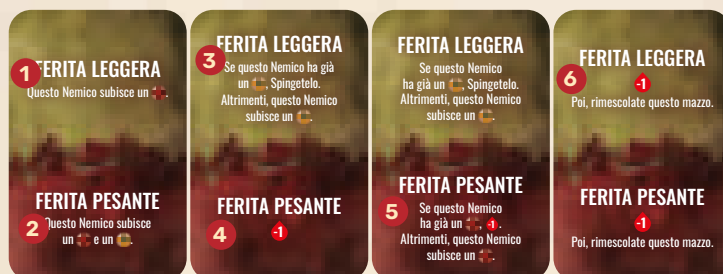 1
FERITA LEGGERA
Questo Nemico subisce un .
FERITA PESANTE
2
Questo Nemico subisce
un e un .
FERITA LEGGERA
3
Se questo Nemico ha già
un , Spingetelo.
Altrimenti, questo Nemico
subisce un .
FERITA PESANTE
4
-1
FERITA LEGGERA
Se questo Nemico
ha già un , Spingetelo.
Altrimenti, questo Nemico
subisce un .
FERITA PESANTE
5
Se questo Nemico
ha già un , -1 .
Altrimenti, questo Nemico
subisce un .
FERITA LEGGERA
6
-1
Poi, rimescolate questo mazzo.
FERITA PESANTE
-1
Poi, rimescolate questo mazzo.